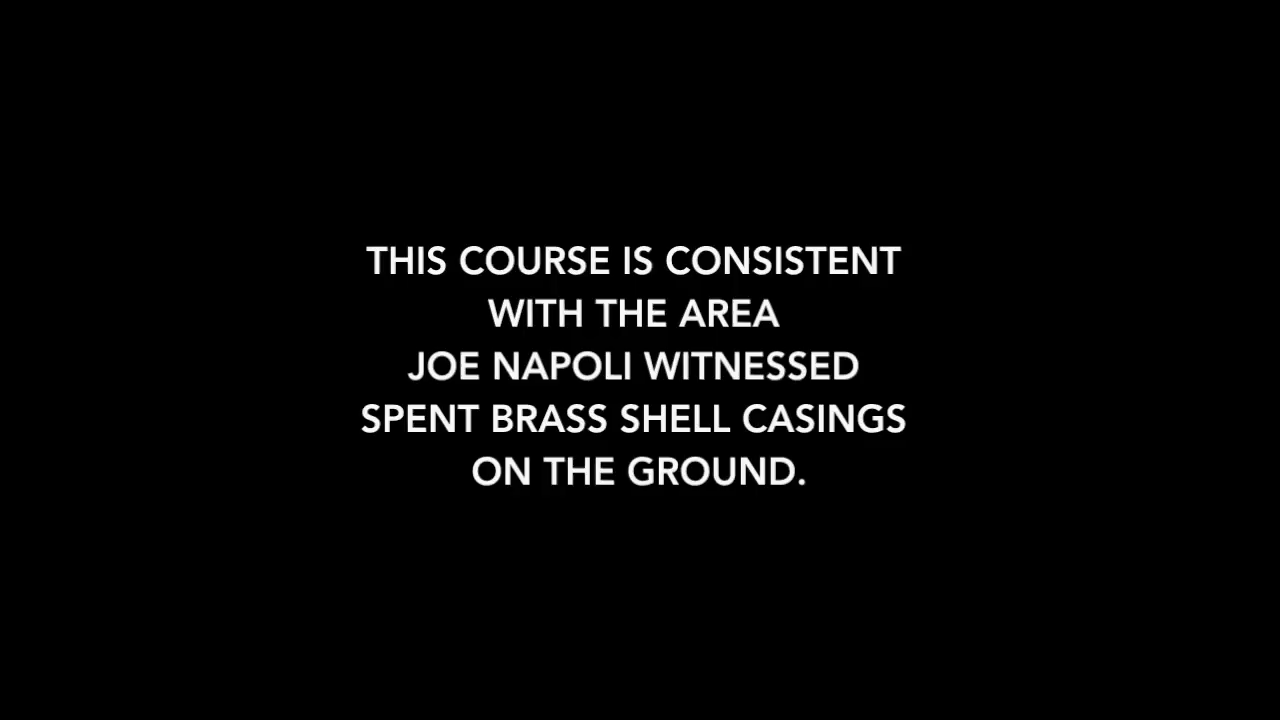 THIS COURSE IS CONSISTENT
WITH THE AREA
JOE NAPOLI WITNESSED
SPENT BRASS SHELL CASINGS
ON THE GROUND.